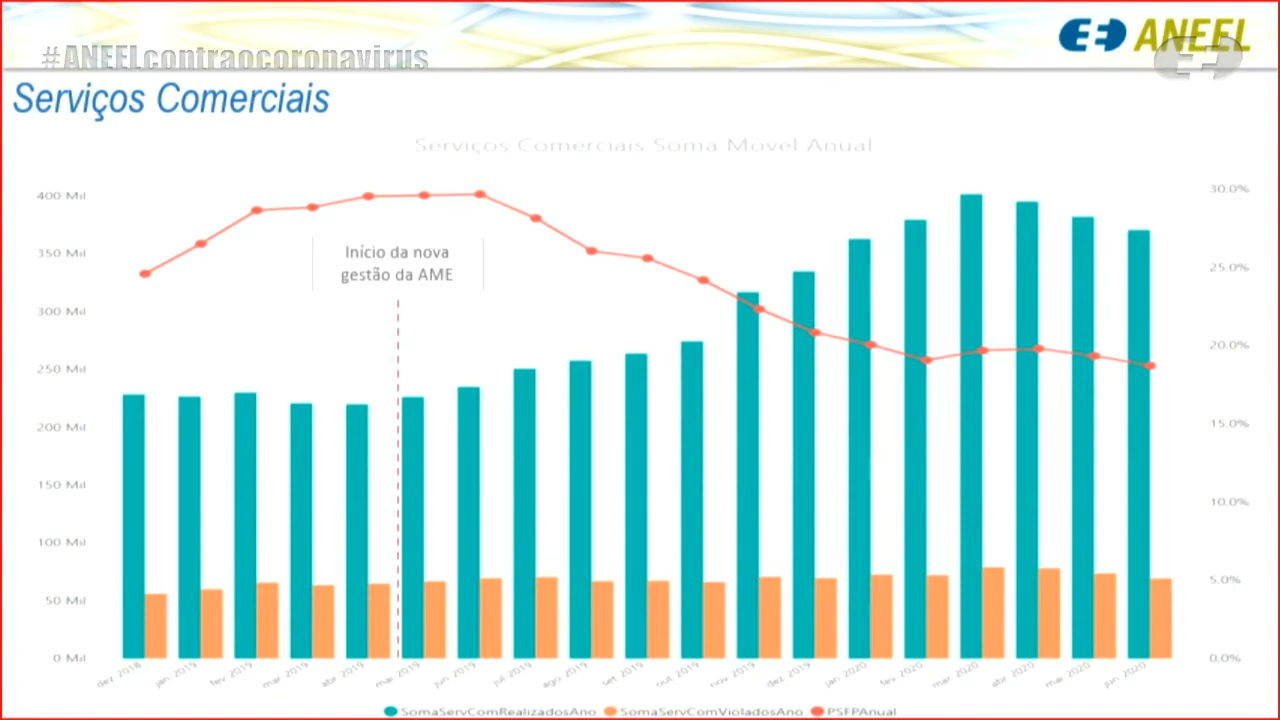 #ANEELcontraocoronavirus
ANEEL
Serviços Comerciais
Serviços Comerciais Soma Móvel Anual
400 Mil
350 Mil
300 Mil
250 Mil
200 Mil
150 Mil
100 Mil
50 Mil
0 Mil
30.0%
25.0%
20.0%
15.0%
10.0%
5.0%
0.0%
Início da nova
gestão da AME
dez 2018
jan 2019
fev 2019
mar 2019
abr 2019
mai 2019
jun 2019
jul 2019
ago 2019
set 2019
out 2019
nov 2019
dez 2019
jan 2020
fev 2020
mar 2020
abr 2020
mai 2020
jun 2020
SomaServComRealizadosAno
SomaServComVioladosAno
PSFPAnual